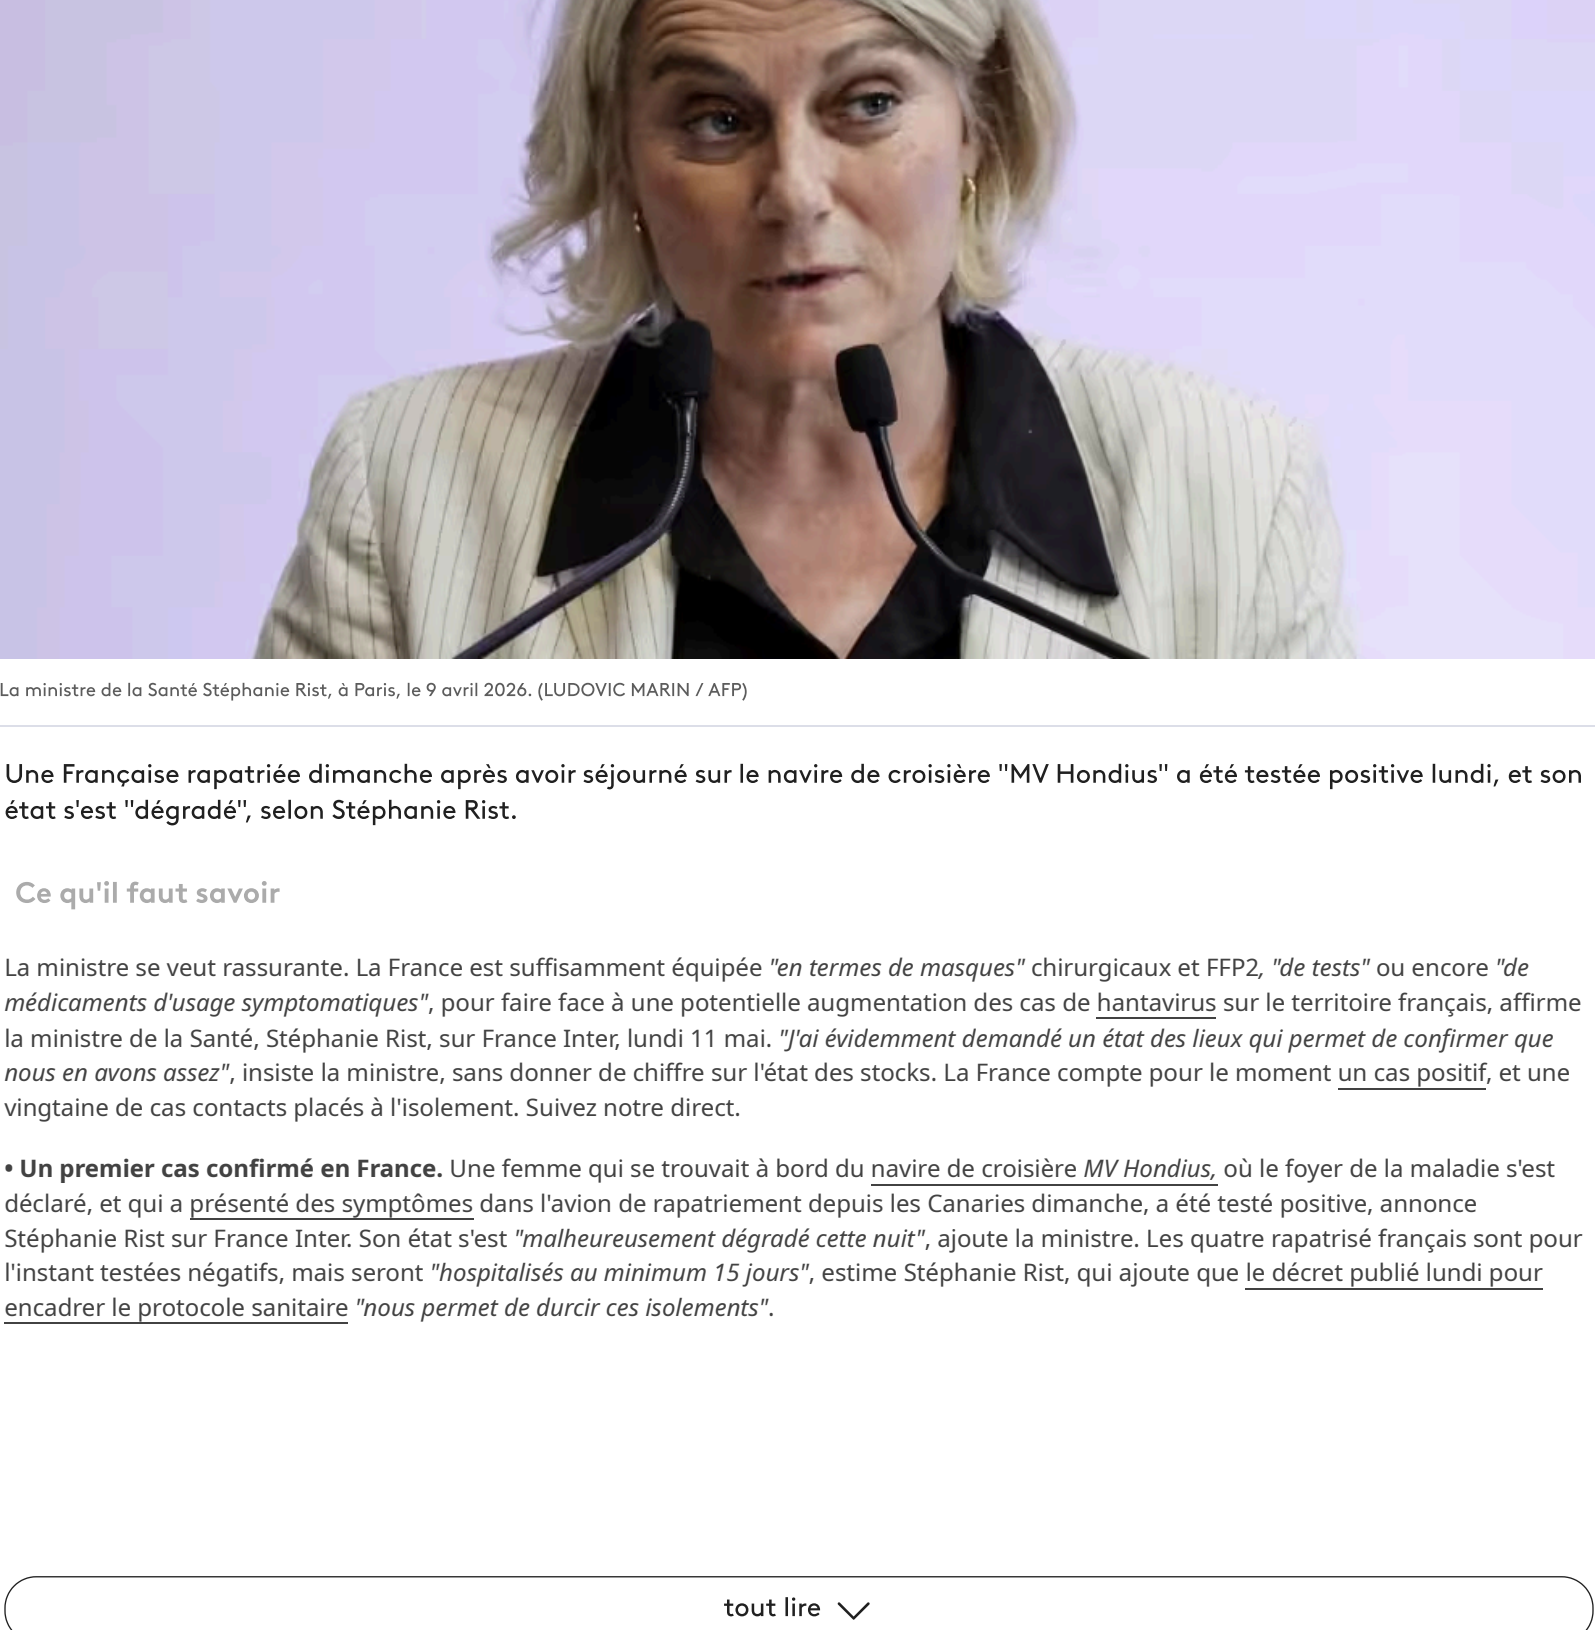 La ministre de la Santé Stéphanie Rist, à Paris, le 9 avril 2026. (LUDOVIC MARIN / AFP)
Une Française rapatriée dimanche après avoir séjourné sur le navire de croisière "MV Hondius" a été testée positive lundi, et son
état s'est "dégradé", selon Stéphanie Rist.
Ce qu'il faut savoir
La ministre se veut rassurante. La France est suffisamment équipée "en termes de masques" chirurgicaux et FFP2, "de tests" ou encore "de
médicaments d'usage symptomatiques", pour faire face à une potentielle augmentation des cas de hantavirus sur le territoire français, affirme
la ministre de la Santé, Stéphanie Rist, sur France Inter, lundi 11 mai. "J'ai évidemment demandé un état des lieux qui permet de confirmer que
nous en avons assez", insiste la ministre, sans donner de chiffre sur l'état des stocks. La France compte pour le moment un cas positif, et une
vingtaine de cas contacts placés à l'isolement. Suivez notre direct.
• Un premier cas confirmé en France. Une femme qui se trouvait à bord du navire de croisière MV Hondius, où le foyer de la maladie s'est
déclaré, et qui a présenté des symptômes dans l'avion de rapatriement depuis les Canaries dimanche, a été testé positive, annonce
Stéphanie Rist sur France Inter. Son état s'est "malheureusement dégradé cette nuit", ajoute la ministre. Les quatre rapatrisé français sont pour
l'instant testées négatifs, mais seront "hospitalisés au minimum 15 jours", estime Stéphanie Rist, qui ajoute que le décret publié lundi pour
encadrer le protocole sanitaire "nous permet de durcir ces isolements".
tout lire